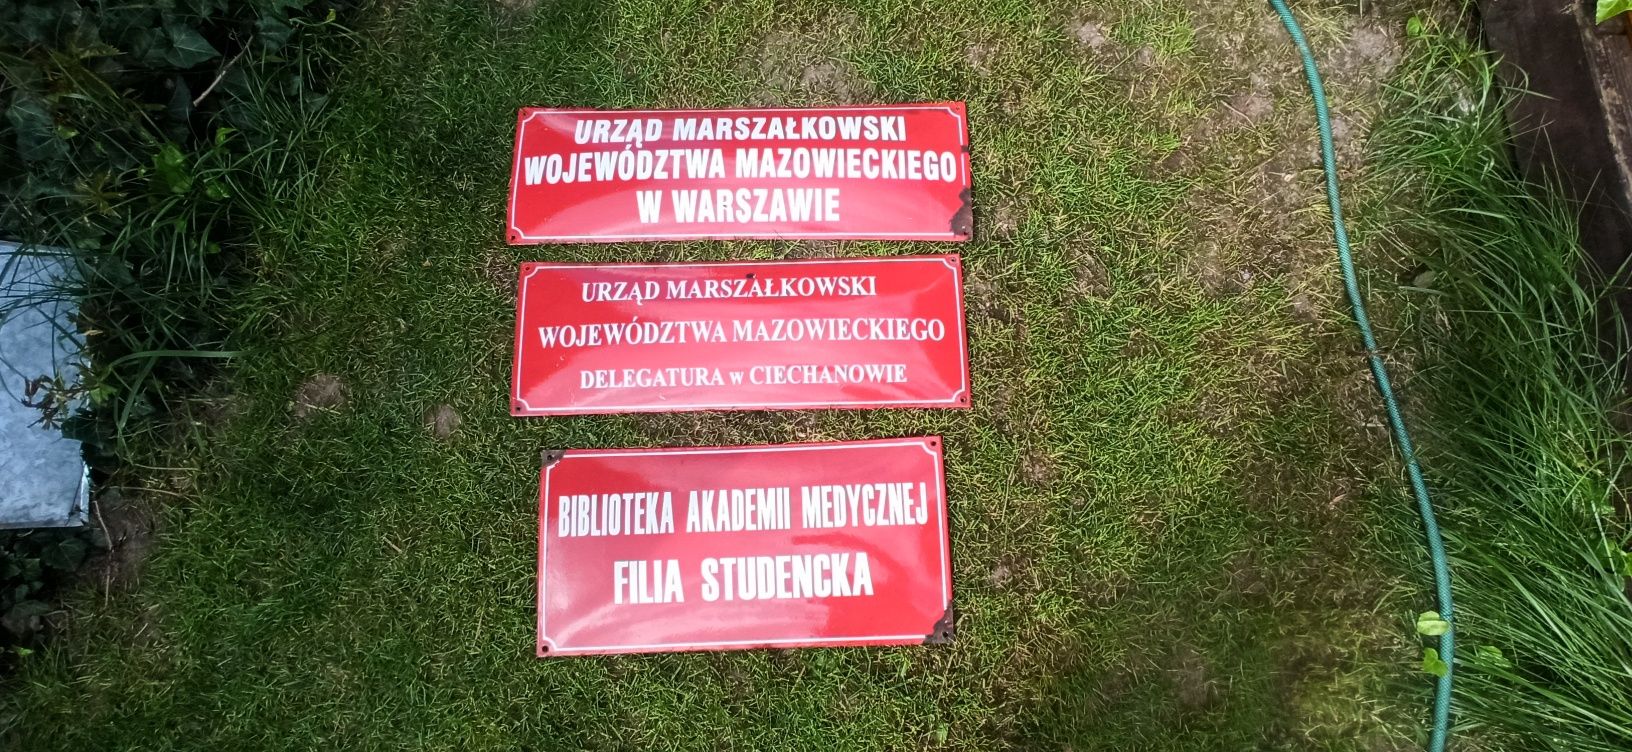 URZĄD MARSZAŁKOWSKI
WOJEWÓDZTWA MAZOWIECKIEGO
W WARSZAWIE
URZĄD MARSZAŁKOWSKI
WOJEWÓDZTWA MAZOWIECKIEGO
DELEGATURA w CIECHANOWIE
BIBLIOTEKA AKADEMII MEDYCZNEJ
FILIA STUDENCKA